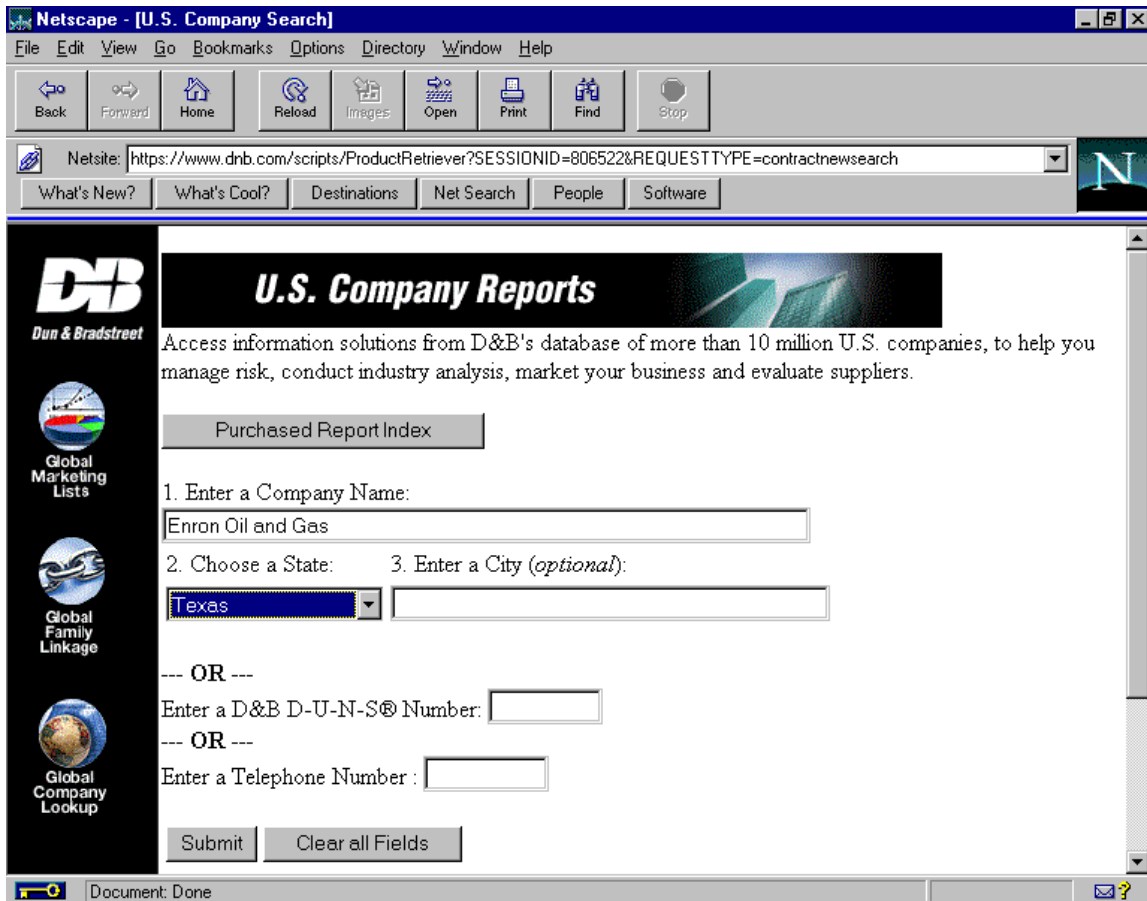 Netscape - [U.S. Company Search]
File Edit View Go Bookmarks Options Directory Window Help
Back Forward Home Reload Images Open Print Find Stop
Netsite: https://www.dnb.com/scripts/ProductRetriever?SESSIONID=806522&REQUESTTYPE=contractnewsearch
N
What's New? What's Cool? Destinations Net Search People Software
DB
Dun & Bradstreet
Global
Marketing
Lists
Global
Family
Linkage
Global
Company
Lookup
U.S. Company Reports
Access information solutions from D&B's database of more than 10 million U.S. companies, to help you
manage risk, conduct industry analysis, market your business and evaluate suppliers.
Purchased Report Index
1. Enter a Company Name:
Enron Oil and Gas
2. Choose a State: 3. Enter a City (optional):
Texas
--- OR ---
Enter a D&B D-U-N-S® Number:
--- OR ---
Enter a Telephone Number :
Submit Clear all Fields
Document: Done